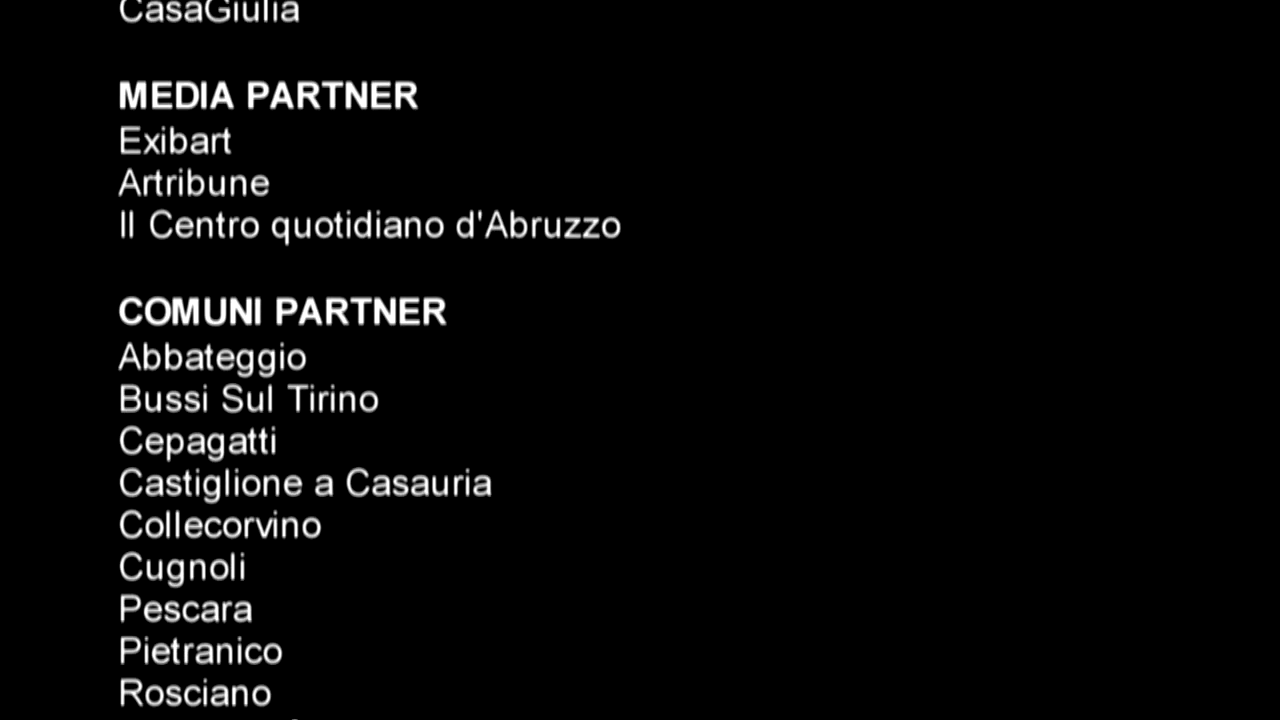 CasaGiulia
MEDIA PARTNER
Exibart
Artribune
Il Centro quotidiano d'Abruzzo
COMUNI PARTNER
Abbateggio
Bussi Sul Tirino
Cepagatti
Castiglione a Casauria
Collecorvino
Cugnoli
Pescara
Pietranico
Rosciano